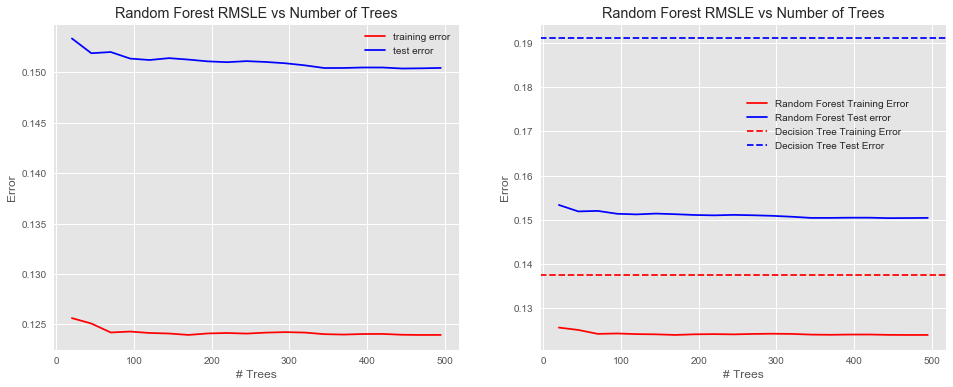 Random Forest RMSLE vs Number of Trees
training error
test error
0.150
0.145
0.140
0.135
0.130
0.125
Error
0
100
200
300
400
500
# Trees
Random Forest RMSLE vs Number of Trees
0.19
0.18
0.17
0.16
0.15
0.14
0.13
Error
Random Forest Training Error
Random Forest Test error
Decision Tree Training Error
Decision Tree Test Error
0
100
200
300
400
500
# Trees